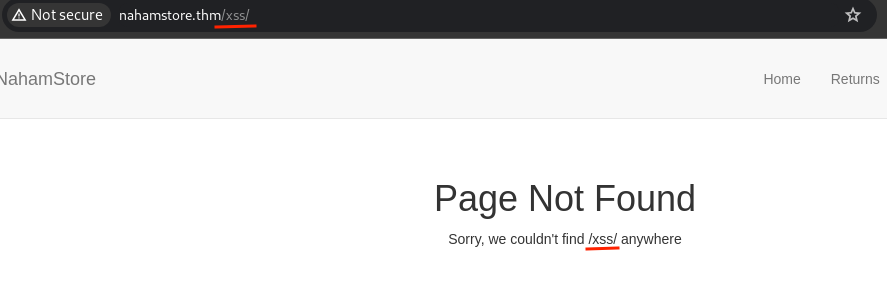 Not secure nahamstore.thm/xss/
NahamStore Home Returns
Page Not Found
Sorry, we couldn't find /xss/ anywhere